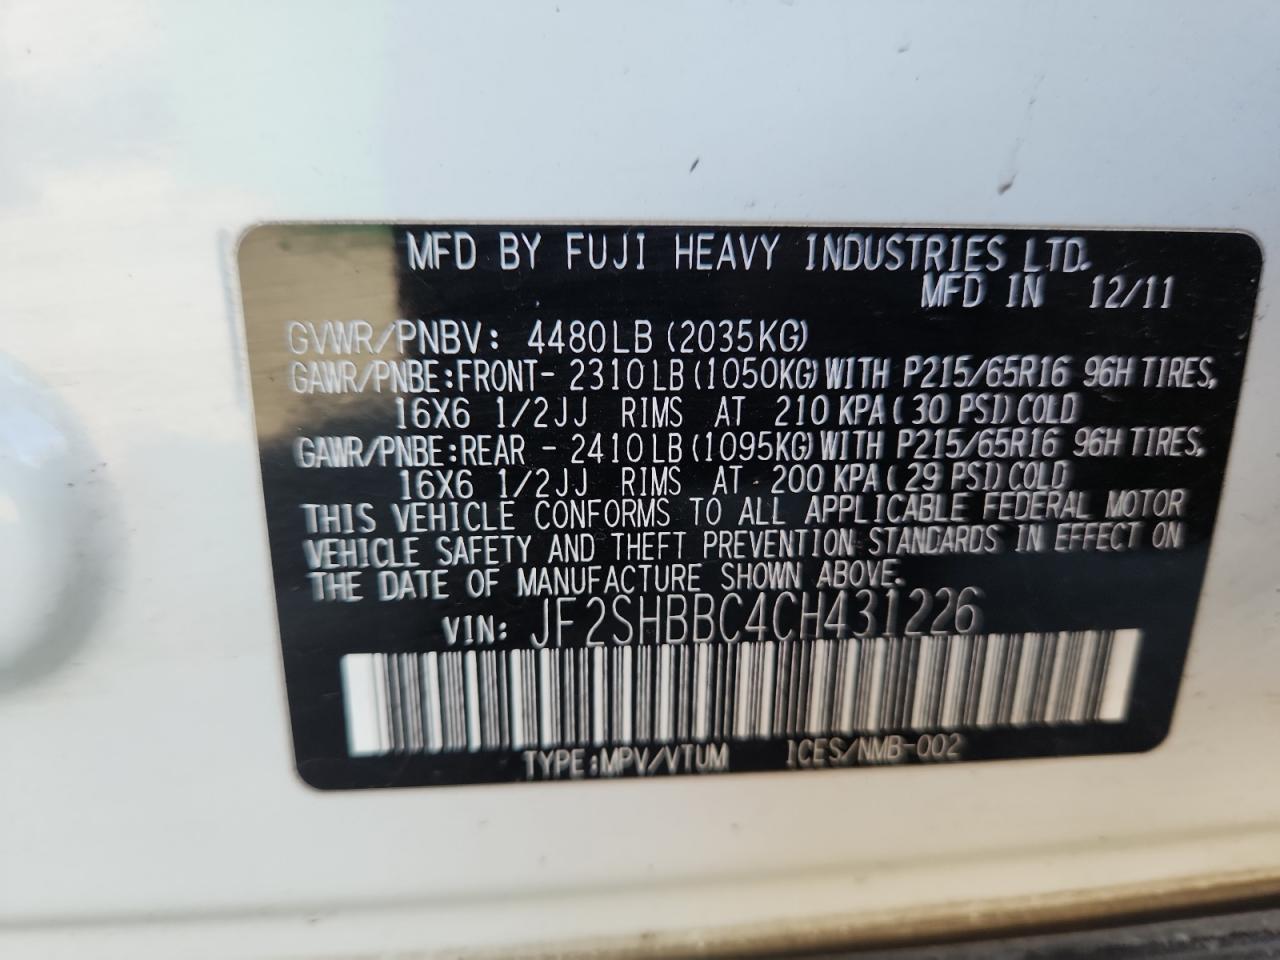 MFD BY FUJI HEAVY INDUSTRIES LTD.
MFD IN 12/11
GVWR/PNBV: 4480LB (2035KG)
GAWR/PNBE:FRONT- 2310LB (1050KG) WITH P215/65R16 96H TIRES,
16X6 1/2JJ RIMS AT 210 KPA (30 PSI) COLD
GAWR/PNBE:REAR - 2410LB (1095KG) WITH P215/65R16 96H TIRES,
16X6 1/2JJ RIMS AT 200 KPA (29 PSI) COLD
THIS VEHICLE CONFORMS TO ALL APPLICABLE FEDERAL MOTOR
VEHICLE SAFETY AND THEFT PREVENTION STANDARDS IN EFFECT ON
THE DATE OF MANUFACTURE SHOWN ABOVE.
VIN: JF2SHBBC4CH431226
TYPE:MPV/VTUM ICES/NMB-002